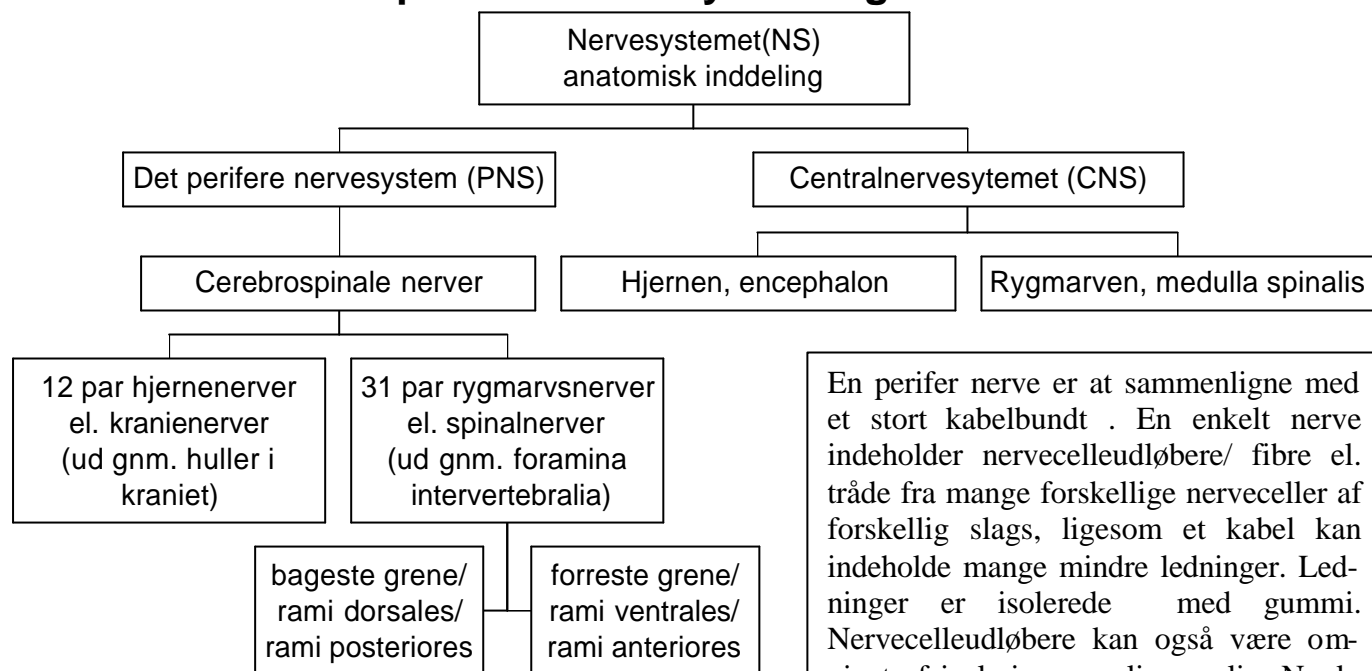 Nervesystemet(NS)
anatomisk inddeling
Det perifere nervesystem (PNS)
Centralnervesytemet (CNS)
Cerebrospinale nerver
Hjernen, encephalon
Rygmarven, medulla spinalis
12 par hjernenerver
el. kranienerver
(ud gnm. huller i
kraniet)
31 par rygmarvsnerver
el. spinalnerver
(ud gnm. foramina
intervertebralia)
bageste grene/
rami dorsales/
rami posteriores
forreste grene/
rami ventrales/
rami anteriores
En perifer nerve er at sammenligne med
et stort kabelbundt . En enkelt nerve
indeholder nervecelleudløbere/ fibre el.
tråde fra mange forskellige nerveceller af
forskellig slags, ligesom et kabel kan
indeholde mange mindre ledninger. Led-
ninger er isolerede med gummi.
Nervecelleudløbere kan også være om-